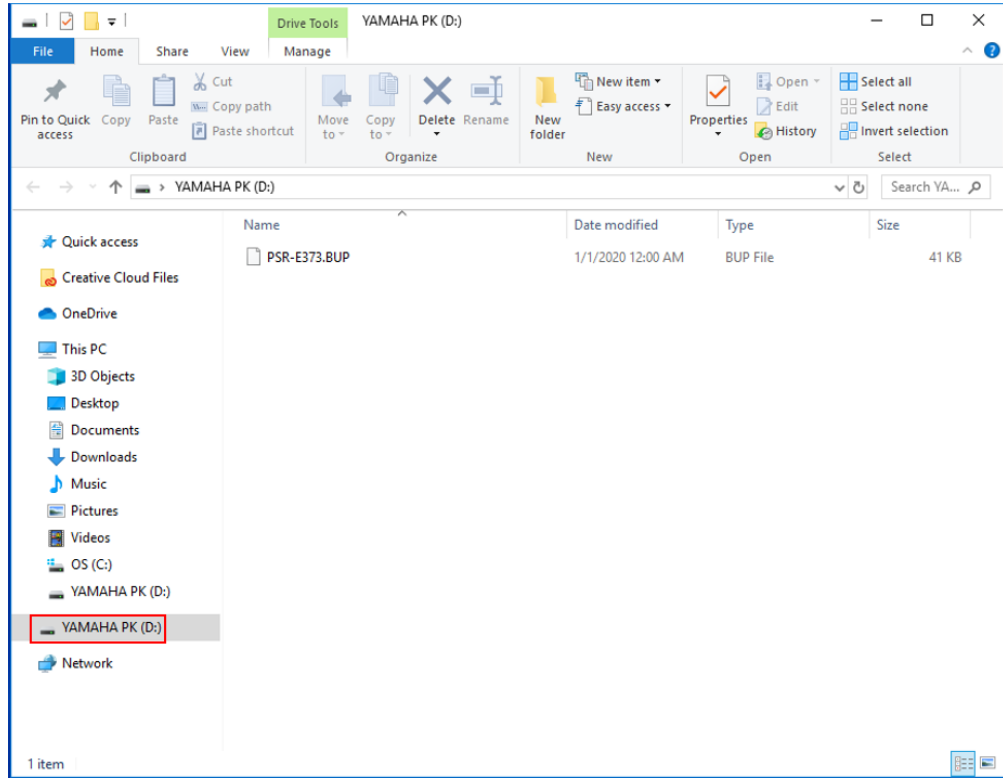 Drive Tools YAMAHA PK (D:)
File Home Share View Manage
Pin to Quick access
Copy
Paste
Cut
Copy path
Paste shortcut
Clipboard
Move to
Copy to
Delete
Rename
Organize
New folder
New item
Easy access
New
Properties
Open
Edit
History
Open
Select all
Select none
Invert selection
Select
YAMAHA PK (D:)
Search YA...
Name Date modified Type Size
PSR-E373.BUP 1/1/2020 12:00 AM BUP File 41 KB
Quick access
Creative Cloud Files
OneDrive
This PC
3D Objects
Desktop
Documents
Downloads
Music
Pictures
Videos
OS (C:)
YAMAHA PK (D:)
YAMAHA PK (D:)
Network
1 item